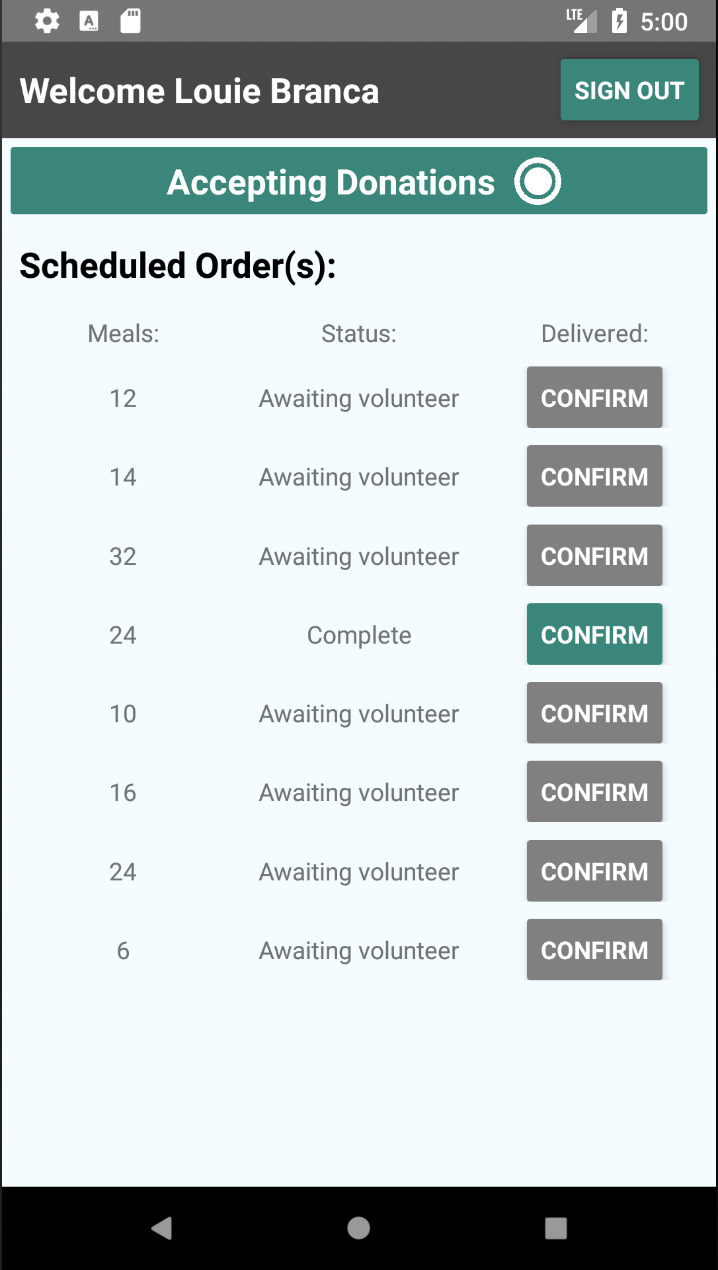 LTE 5:00
Welcome Louie Branca SIGN OUT
Accepting Donations
Scheduled Order(s):
Meals: Status: Delivered:
12 Awaiting volunteer CONFIRM
14 Awaiting volunteer CONFIRM
32 Awaiting volunteer CONFIRM
24 Complete CONFIRM
10 Awaiting volunteer CONFIRM
16 Awaiting volunteer CONFIRM
24 Awaiting volunteer CONFIRM
6 Awaiting volunteer CONFIRM